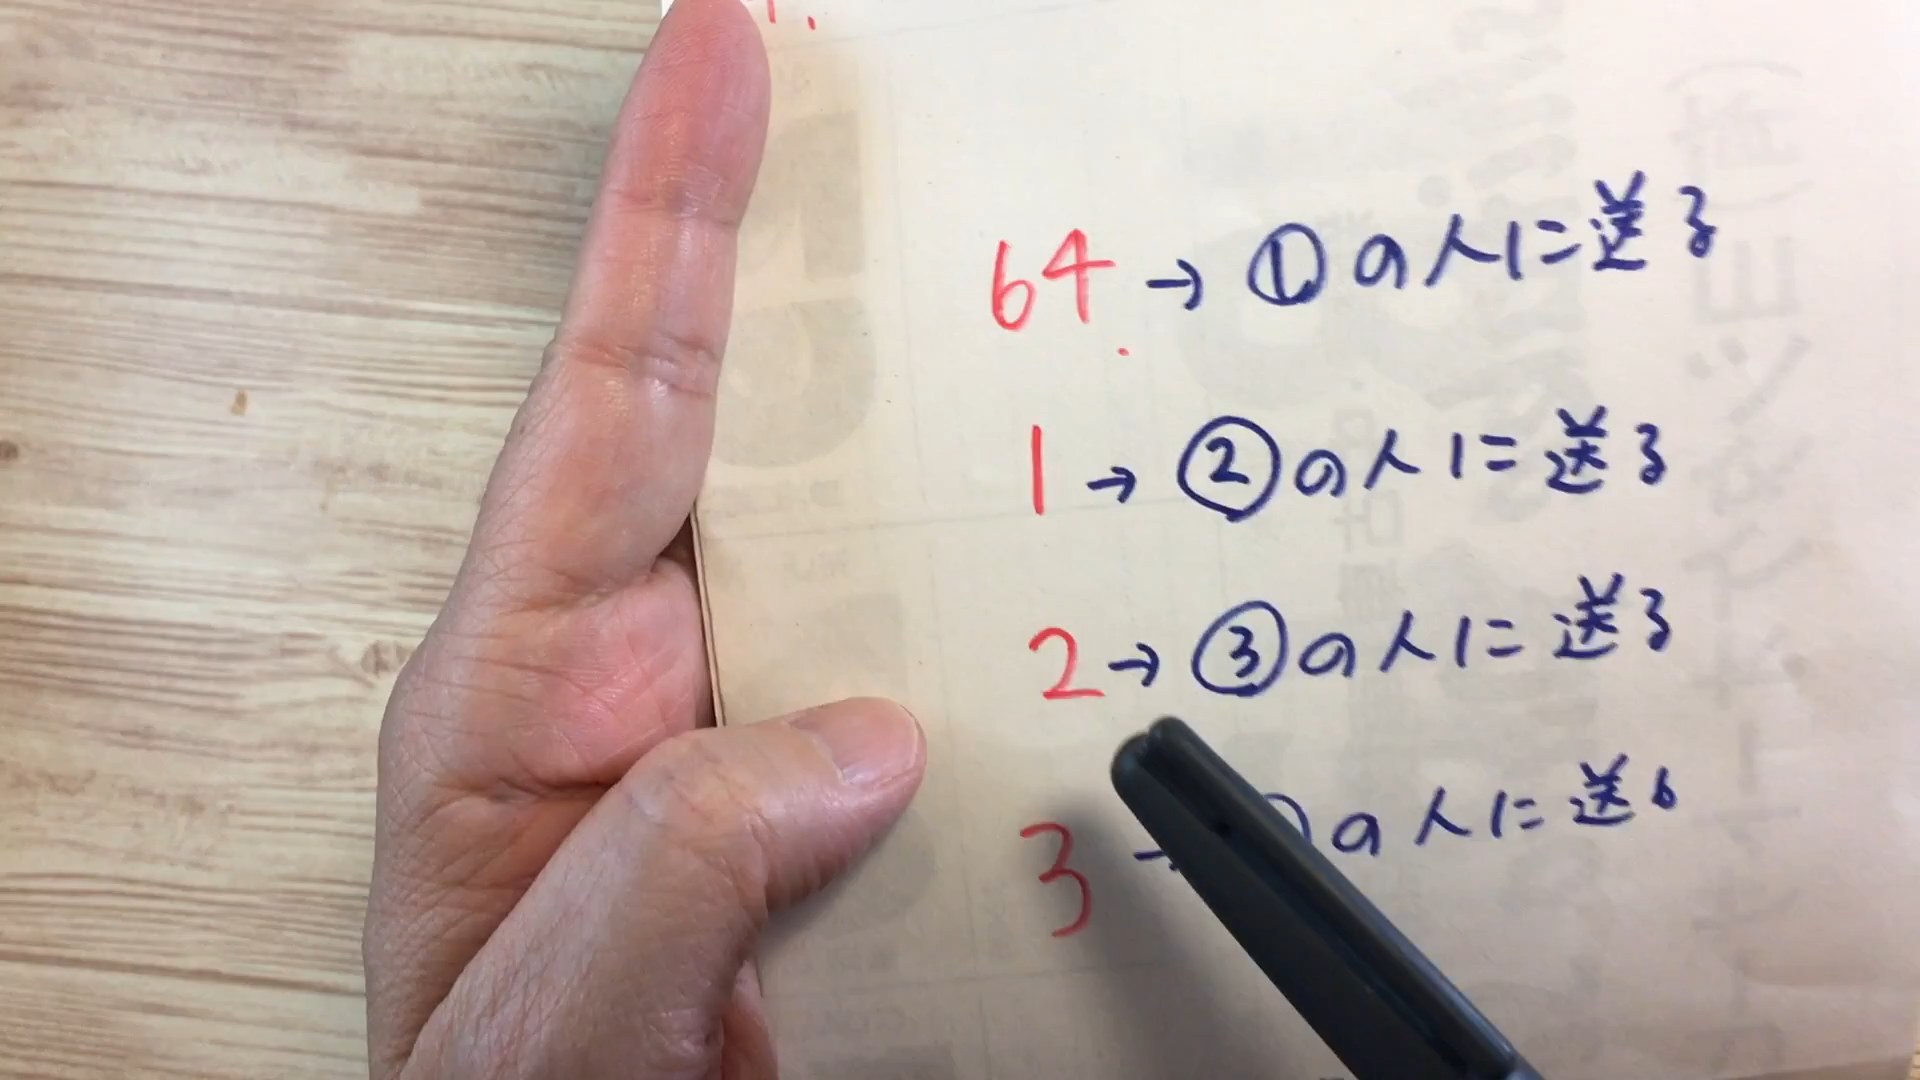 64 → ①の人に送る
1 → ②の人に送る
2 → ③の人に送る
3 → の人に送る